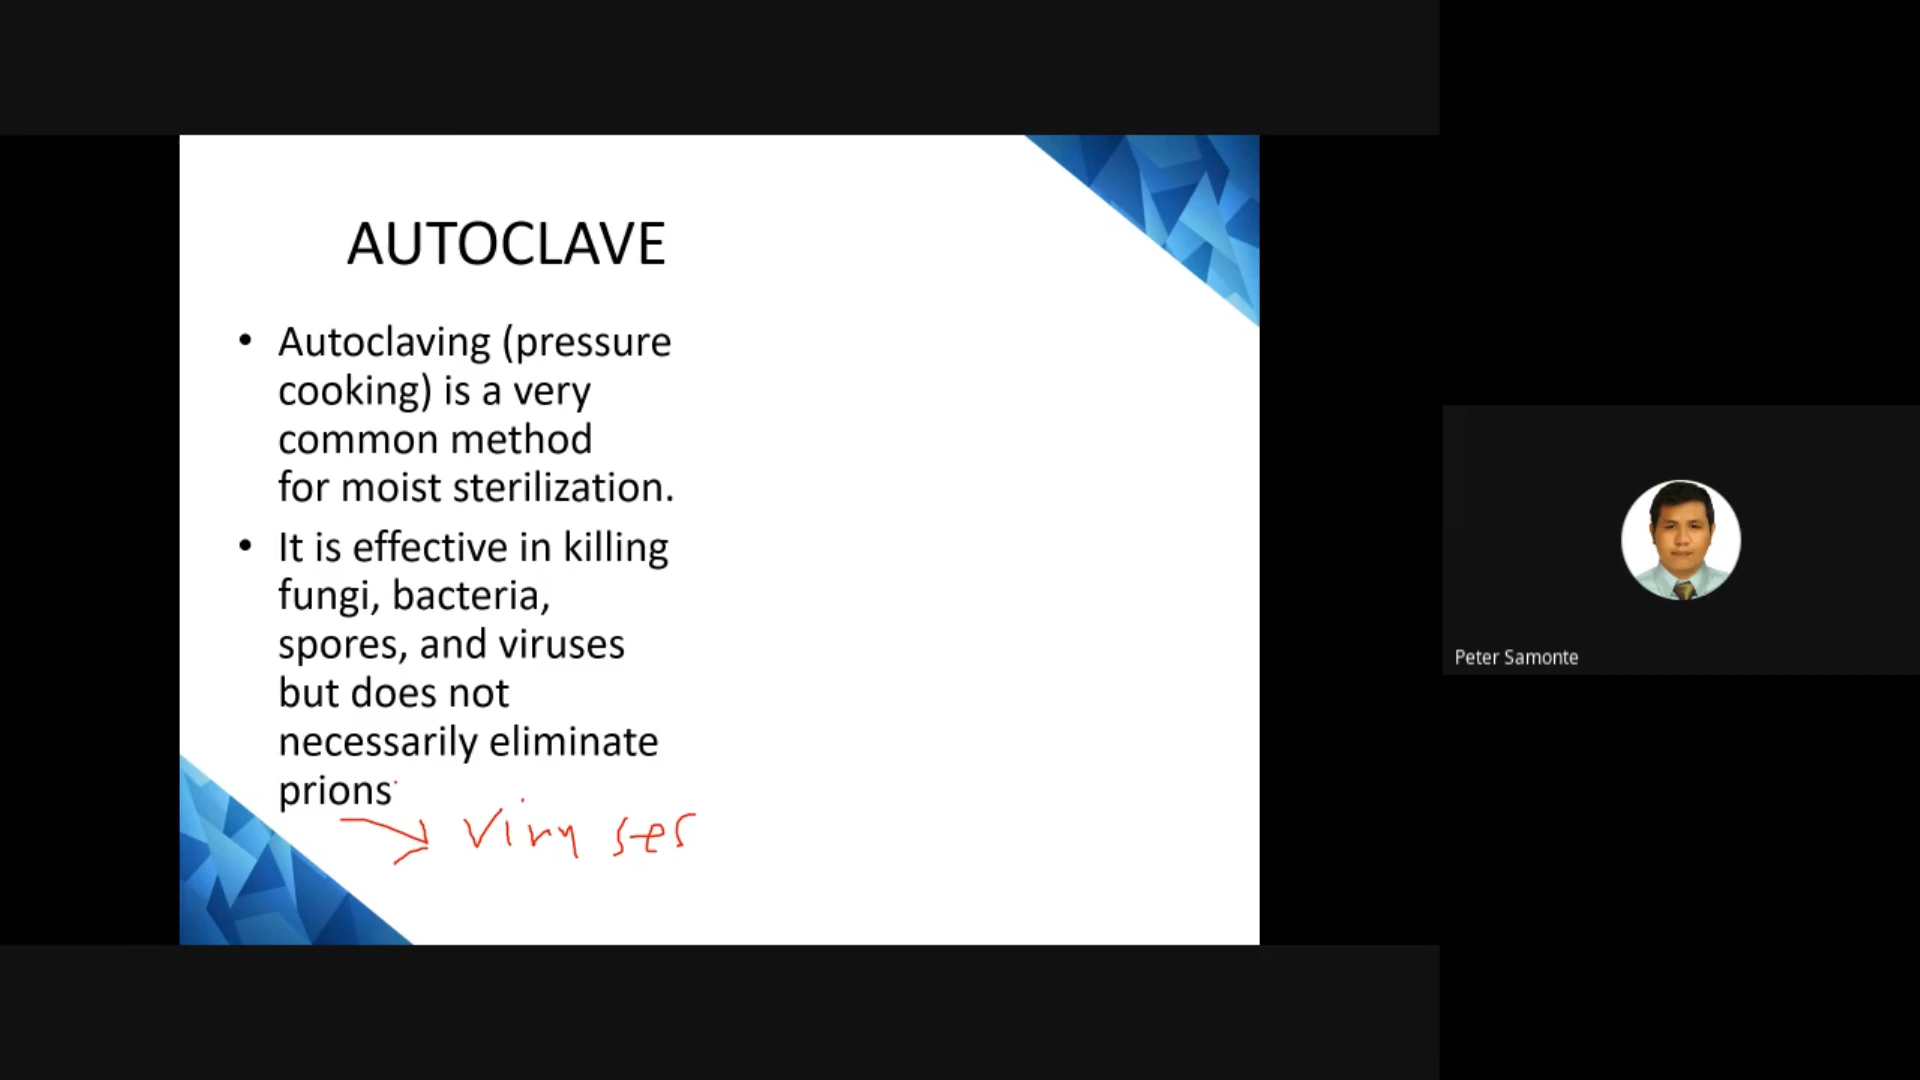 AUTOCLAVE
• Autoclaving (pressure
cooking) is a very
common method
for moist sterilization.
• It is effective in killing
fungi, bacteria,
spores, and viruses
but does not
necessarily eliminate
prions
viruses
Peter Samonte